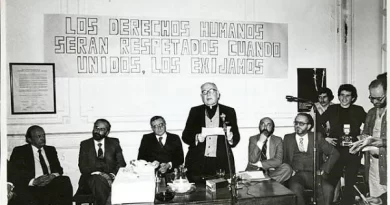 LOS DERECHOS HUMANOS
SERAN RESPETADOS CUANDO
UNIDOS, LOS EXIJAMOS